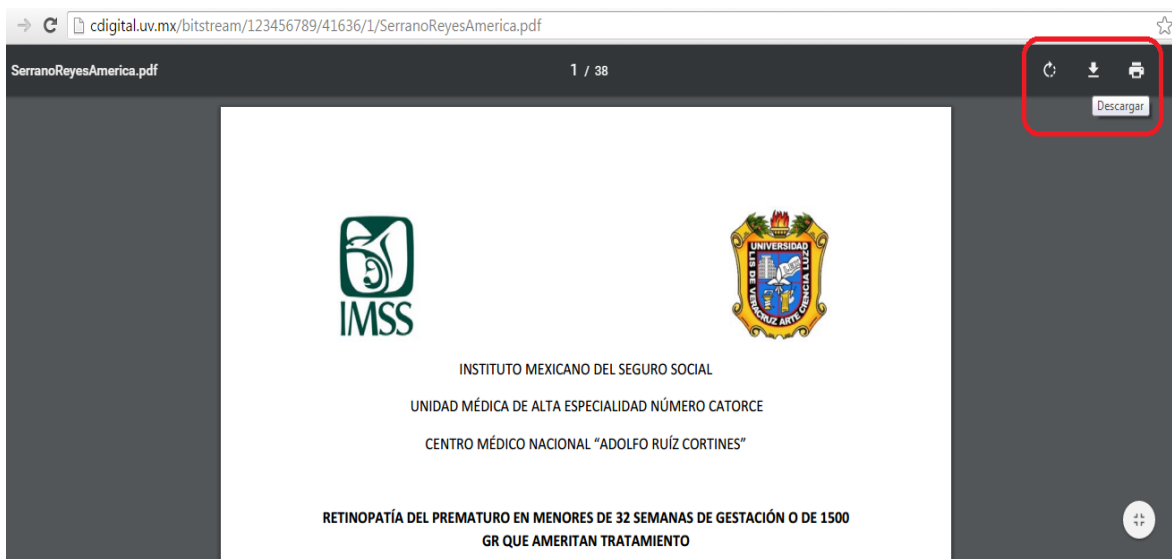 cdigital.uv.mx/bitstream/123456789/41636/1/SerranoReyesAmerica.pdf
SerranoReyesAmerica.pdf
1 / 38
Descargar
IMSS
UNIVERSIDAD
LIS DE VERACRUZ ARTE CIENCIA LUZ
INSTITUTO MEXICANO DEL SEGURO SOCIAL
UNIDAD MÉDICA DE ALTA ESPECIALIDAD NÚMERO CATORCE
CENTRO MÉDICO NACIONAL “ADOLFO RUÍZ CORTINES”
RETINOPATÍA DEL PREMATURO EN MENORES DE 32 SEMANAS DE GESTACIÓN O DE 1500
GR QUE AMERITAN TRATAMIENTO